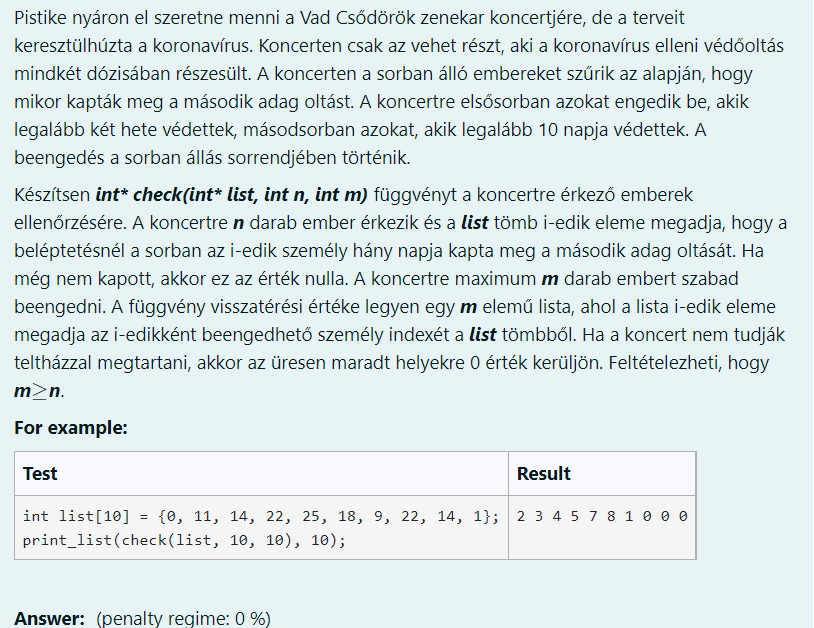 Pistike nyáron el szeretne menni a Vad Csődörök zenekar koncertjére, de a terveit
keresztülhúzta a koronavírus. Koncerten csak az vehet részt, aki a koronavírus elleni védőoltás
mindkét dózisában részesült. A koncerten a sorban álló embereket szűrik az alapján, hogy
mikor kapták meg a második adag oltást. A koncertre elsősorban azokat engedik be, akik
legalább két hete védettek, másodsorban azokat, akik legalább 10 napja védettek. A
beengedés a sorban állás sorrendjében történik.
Készítsen int* check(int* list, int n, int m) függvényt a koncertre érkező emberek
ellenőrzésére. A koncertre n darab ember érkezik és a list tömb i-edik eleme megadja, hogy a
beléptetésnél a sorban az i-edik személy hány napja kapta meg a második adag oltását. Ha
még nem kapott, akkor ez az érték nulla. A koncertre maximum m darab embert szabad
beengedni. A függvény visszatérési értéke legyen egy m elemű lista, ahol a lista i-edik eleme
megadja az i-edikként beengedhető személy indexét a list tömbből. Ha a koncert nem tudják
teltházzal megtartani, akkor az üresen maradt helyekre 0 érték kerüljön. Feltételezheti, hogy
m≥n.
For example:
Test Result
int list[10] = {0, 11, 14, 22, 25, 18, 9, 22, 14, 1}; 2 3 4 5 7 8 1 0 0 0
print_list(check(list, 10, 10), 10);
Answer: (penalty regime: 0 %)